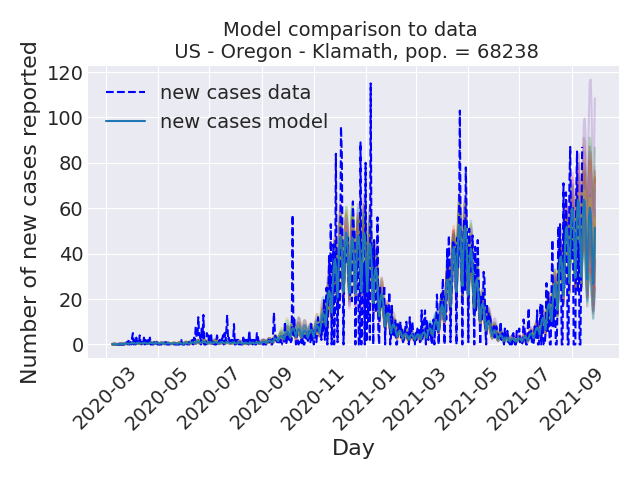 Model comparison to data
US - Oregon - Klamath, pop. = 68238
new cases data
new cases model
Number of new cases reported
120
100
80
60
40
20
0
2020-03
2020-05
2020-07
2020-09
2020-11
2021-01
2021-03
2021-05
2021-07
2021-09
Day